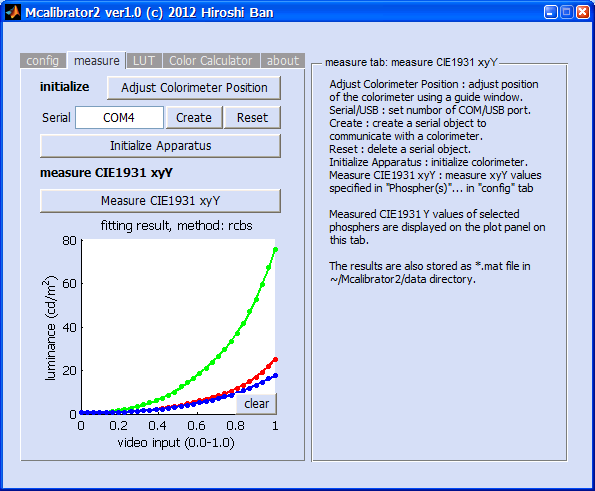 Mcalibrator2 ver1.0 (c) 2012 Hiroshi Ban
config measure LUT Color Calculator about
initialize Adjust Colorimeter Position
Serial COM4 Create Reset
Initialize Apparatus
measure CIE1931 xyY
Measure CIE1931 xyY
fitting result, method: rcbs
80
60
40
20
0
luminance (cd/m2)
0 0.2 0.4 0.6 0.8 1
video input (0.0-1.0)
clear
measure tab: measure CIE1931 xyY
Adjust Colorimeter Position : adjust position
of the colorimeter using a guide window.
Serial/USB : set numbor of COM/USB port.
Create : create a serial object to
communicate with a colorimeter.
Reset : delete a serial object.
Initialize Apparatus : initialize colorimeter.
Measure CIE1931 xyY : measure xyY values
specified in "Phospher(s)"... in "config" tab
Measured CIE1931 Y values of selected
phosphers are displayed on the plot panel on
this tab.
The results are also stored as *.mat file in
~/Mcalibrator2/data directory.